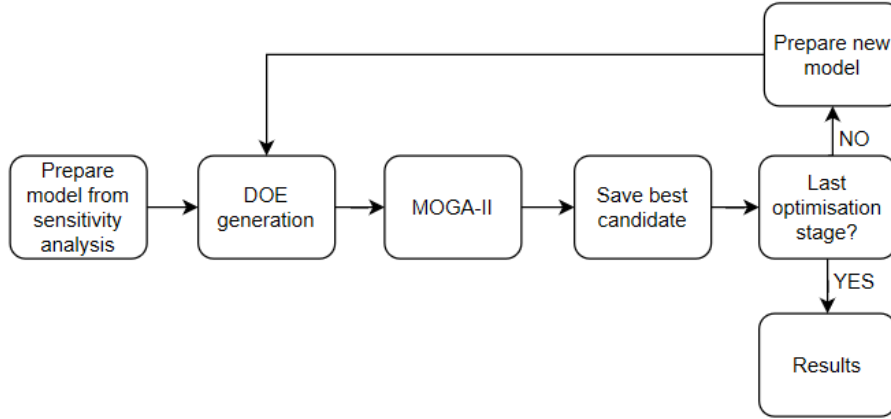 Prepare new
model
NO
Prepare
model from
sensitivity
analysis
DOE
generation
MOGA-II
Save best
candidate
Last
optimisation
stage?
YES
Results